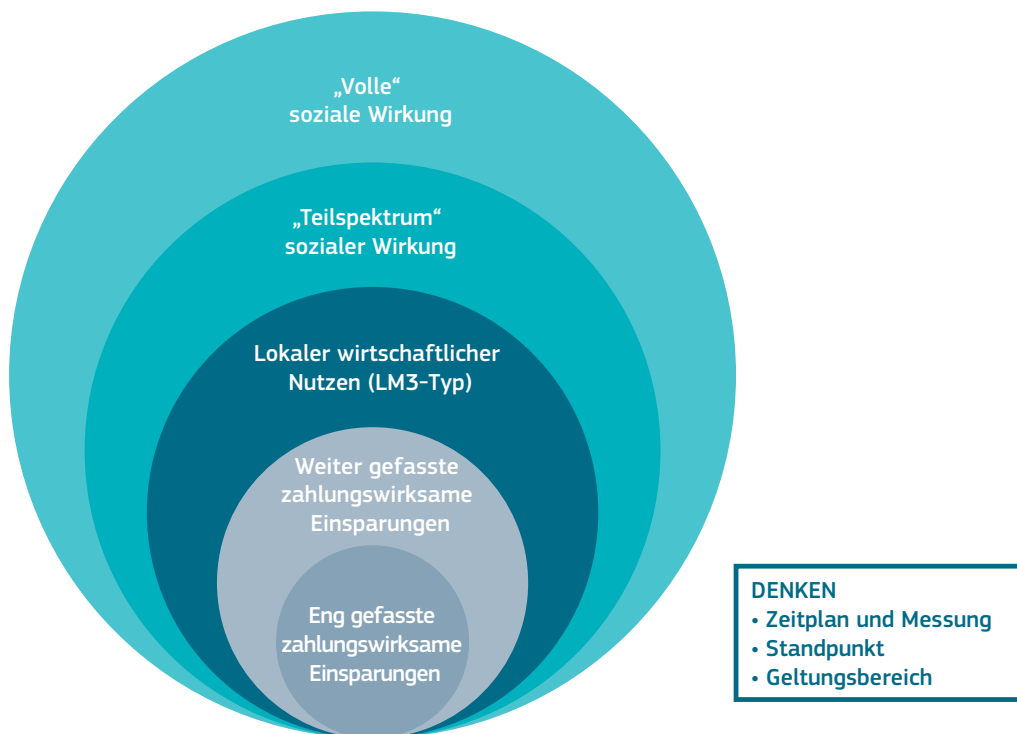 „Volle“
soziale Wirkung
„Teilspektrum“
sozialer Wirkung
Lokaler wirtschaftlicher
Nutzen (LM3-Typ)
Weiter gefasste
zahlungswirksame
Einsparungen
Eng gefasste
zahlungswirksame
Einsparungen
DENKEN
• Zeitplan und Messung
• Standpunkt
• Geltungsbereich